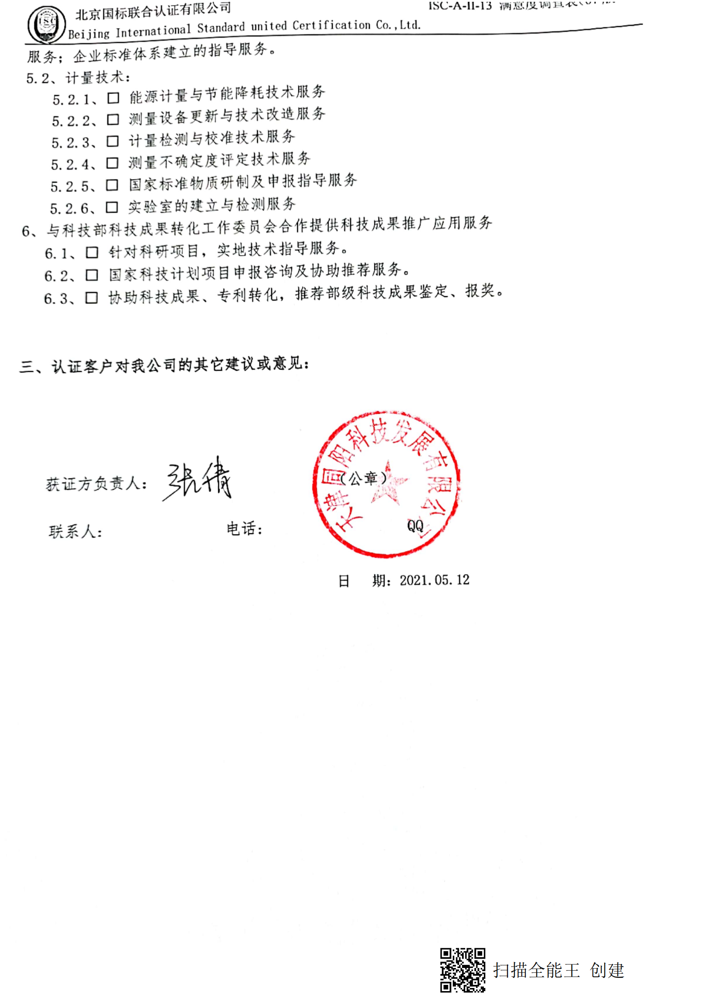 北京国标联合认证有限公司
ISC-A-II-13 满意度调查表
ISC
Beijing International Standard united Certification Co.,Ltd.
服务；企业标准体系建立的指导服务。
5.2、计量技术：
5.2.1、□ 能源计量与节能降耗技术服务
5.2.2、□ 测量设备更新与技术改造服务
5.2.3、□ 计量检测与校准技术服务
5.2.4、□ 测量不确定度评定技术服务
5.2.5、□ 国家标准物质研制及申报指导服务
5.2.6、□ 实验室的建立与检测服务
6、与科技部科技成果转化工作委员会合作提供科技成果推广应用服务
6.1、□ 针对科研项目，实地技术指导服务。
6.2、□ 国家科技计划项目申报咨询及协助推荐服务。
6.3、□ 协助科技成果、专利转化，推荐部级科技成果鉴定、报奖。
三、认证客户对我公司的其它建议或意见：
天津同阳科技发展有限公司
获证方负责人： 张倩 （公章）
联系人： 电话： QQ
日 期：2021.05.12
扫描全能王 创建